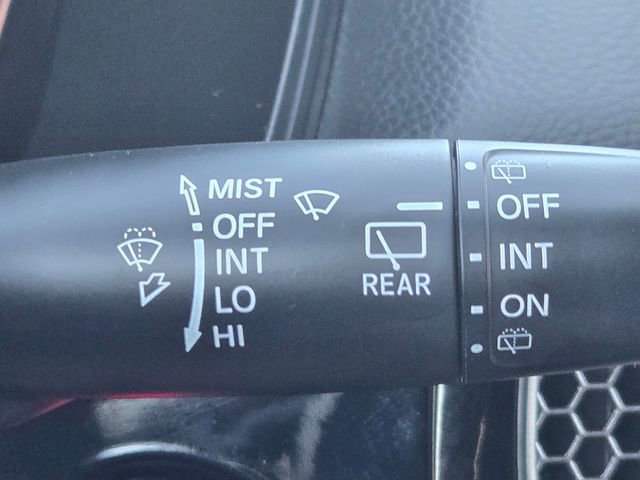 MIST
OFF
INT
LO
HI
REAR
OFF
INT
ON